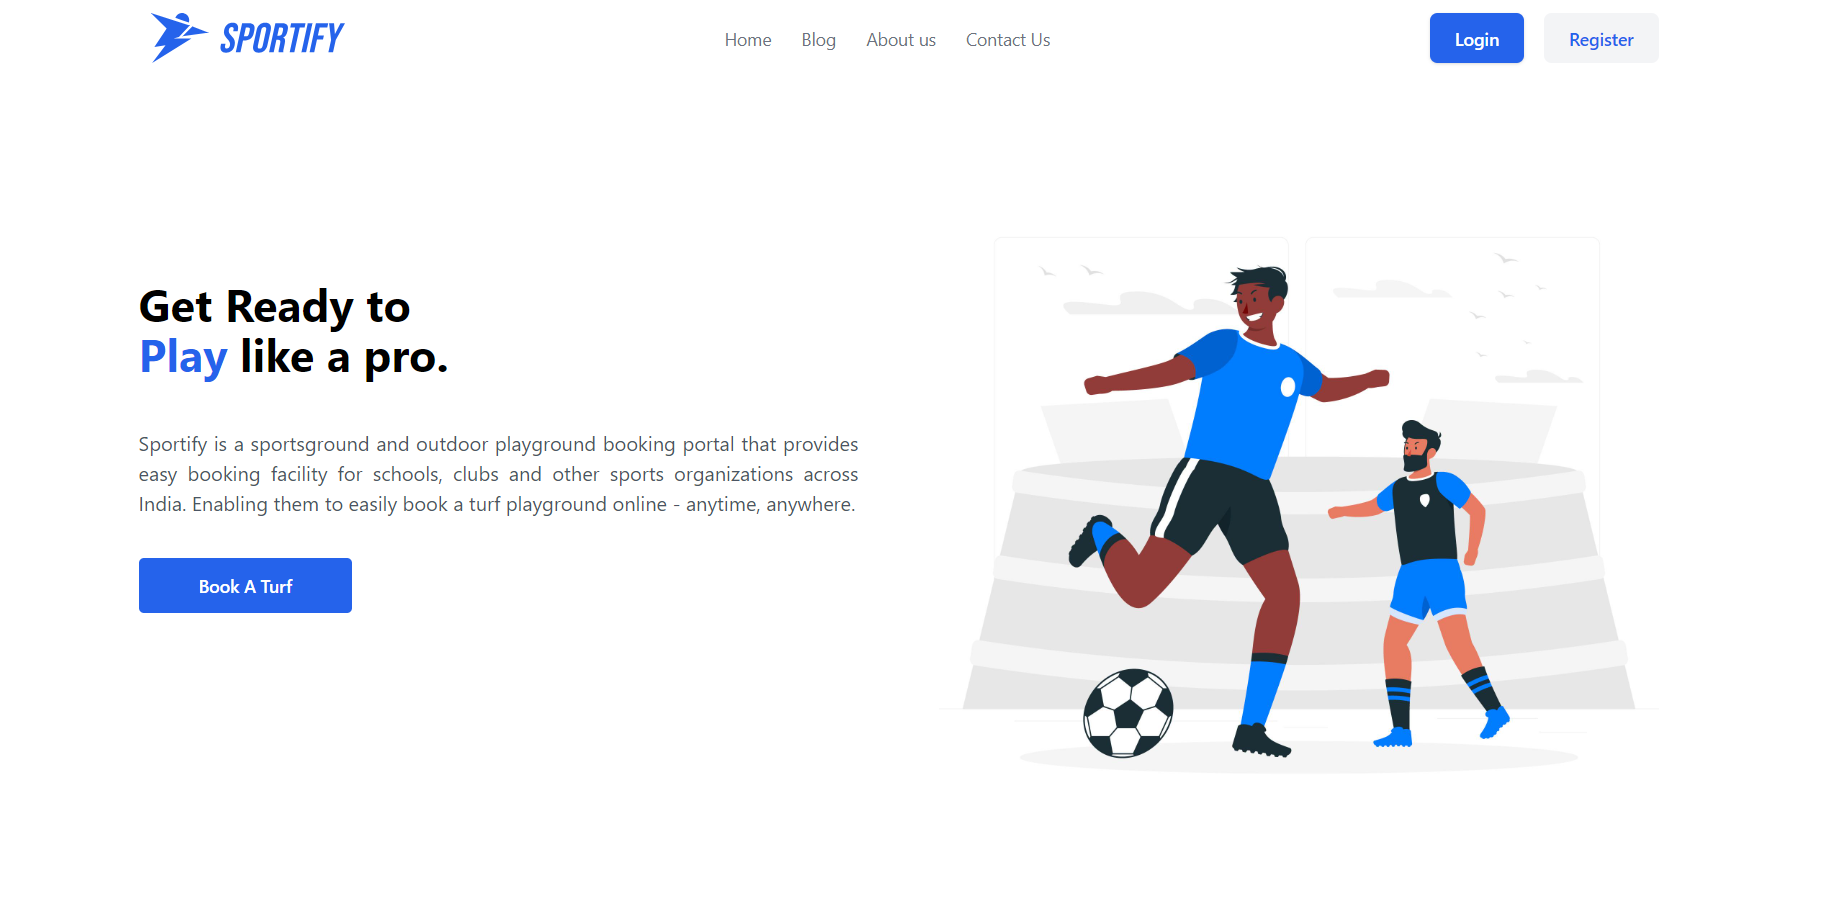 SPORTIFY
Home Blog About us Contact Us
Login Register
Get Ready to
Play like a pro.
Sportify is a sportsground and outdoor playground booking portal that provides
easy booking facility for schools, clubs and other sports organizations across
India. Enabling them to easily book a turf playground online - anytime, anywhere.
Book A Turf